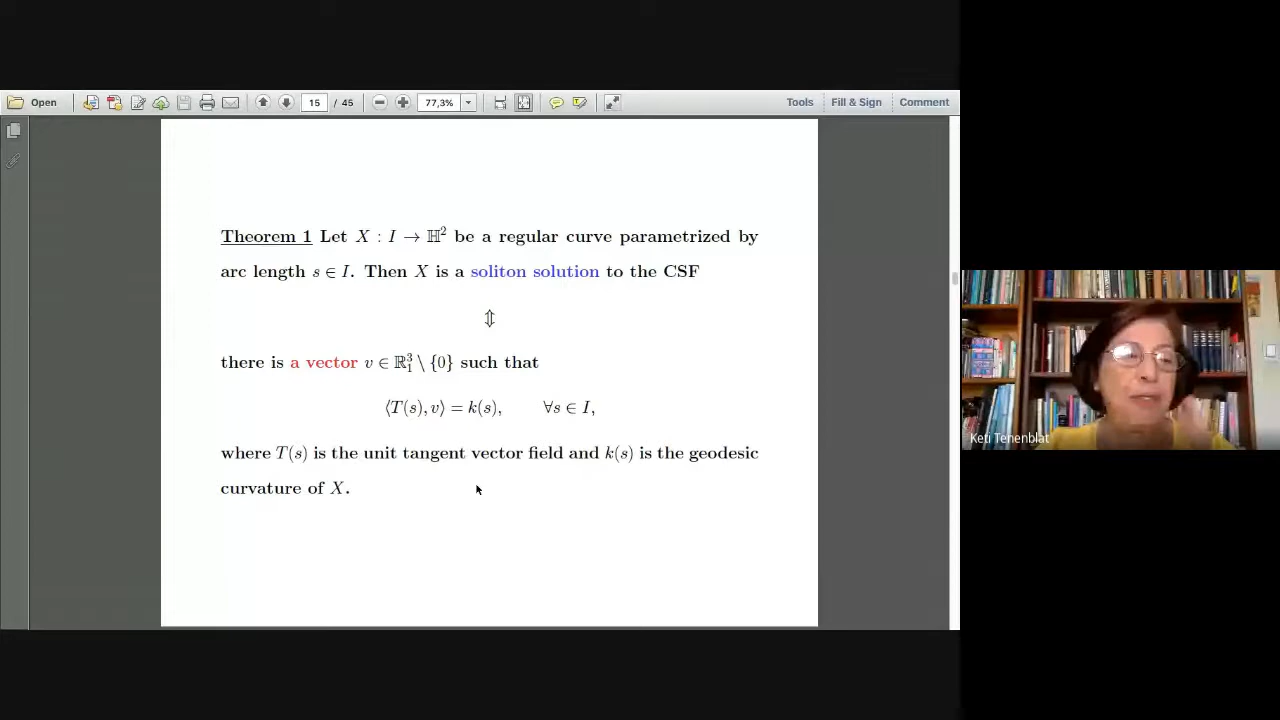 Open
15 / 45
77,3%
Tools
Fill & Sign
Comment
Theorem 1 Let X : I → ℍ² be a regular curve parametrized by
arc length s ∈ I. Then X is a soliton solution to the CSF
⇕
there is a vector v ∈ ℝ³₁ \ {0} such that
⟨T(s), v⟩ = k(s), ∀s ∈ I,
where T(s) is the unit tangent vector field and k(s) is the geodesic
curvature of X.
Keti Tenenblat